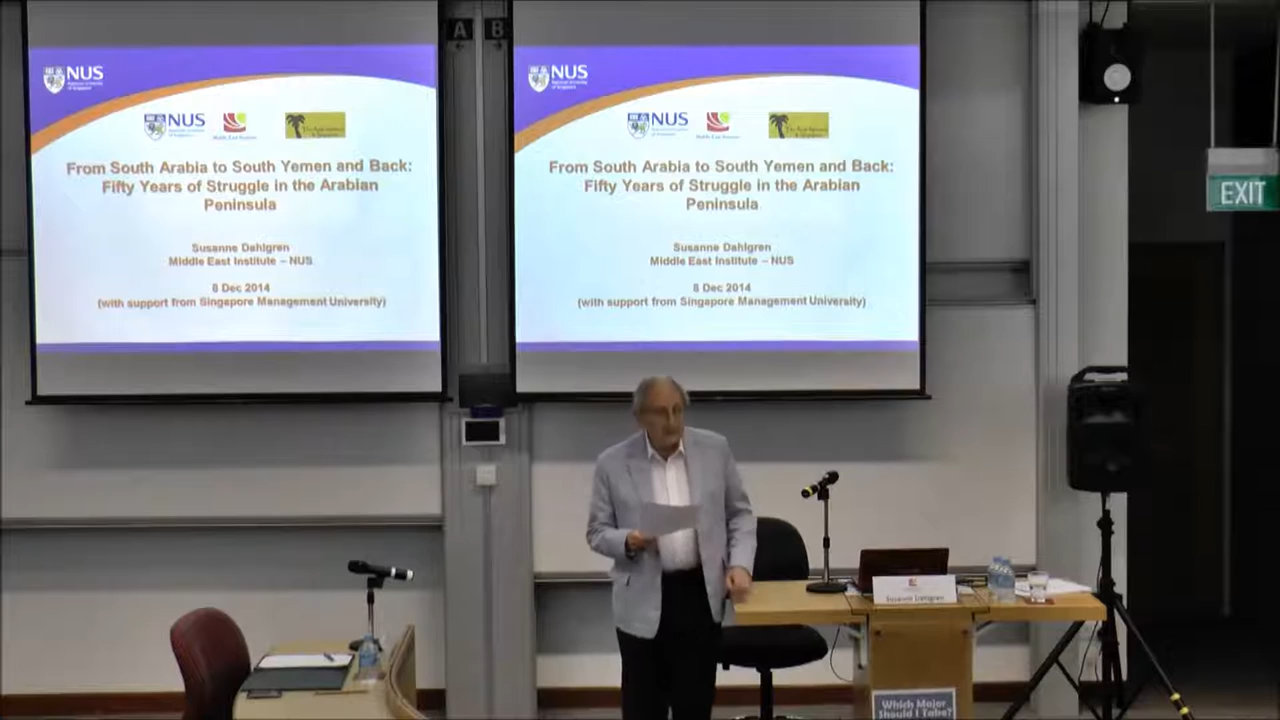 A B
NUS
NUS
From South Arabia to South Yemen and Back:
Fifty Years of Struggle in the Arabian
Peninsula
Susanne Dahlgren
Middle East Institute – NUS
8 Dec 2014
(with support from Singapore Management University)
NUS
NUS
From South Arabia to South Yemen and Back:
Fifty Years of Struggle in the Arabian
Peninsula
Susanne Dahlgren
Middle East Institute – NUS
8 Dec 2014
(with support from Singapore Management University)
EXIT
Susanne Dahlgren
Which Major
Should I Take?